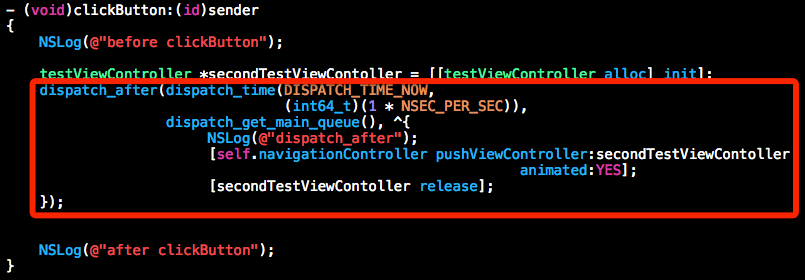 - (void)clickButton:(id)sender
{
    NSLog(@"before clickButton");
    testViewController *secondTestViewContoller = [[testViewController alloc] init];
    dispatch_after(dispatch_time(DISPATCH_TIME_NOW,
                                 (int64_t)(1 * NSEC_PER_SEC)),
                   dispatch_get_main_queue(), ^{
                       NSLog(@"dispatch_after");
                       [self.navigationController pushViewController:secondTestViewContoller
                                                            animated:YES];
                       [secondTestViewContoller release];
    });
    NSLog(@"after clickButton");
}